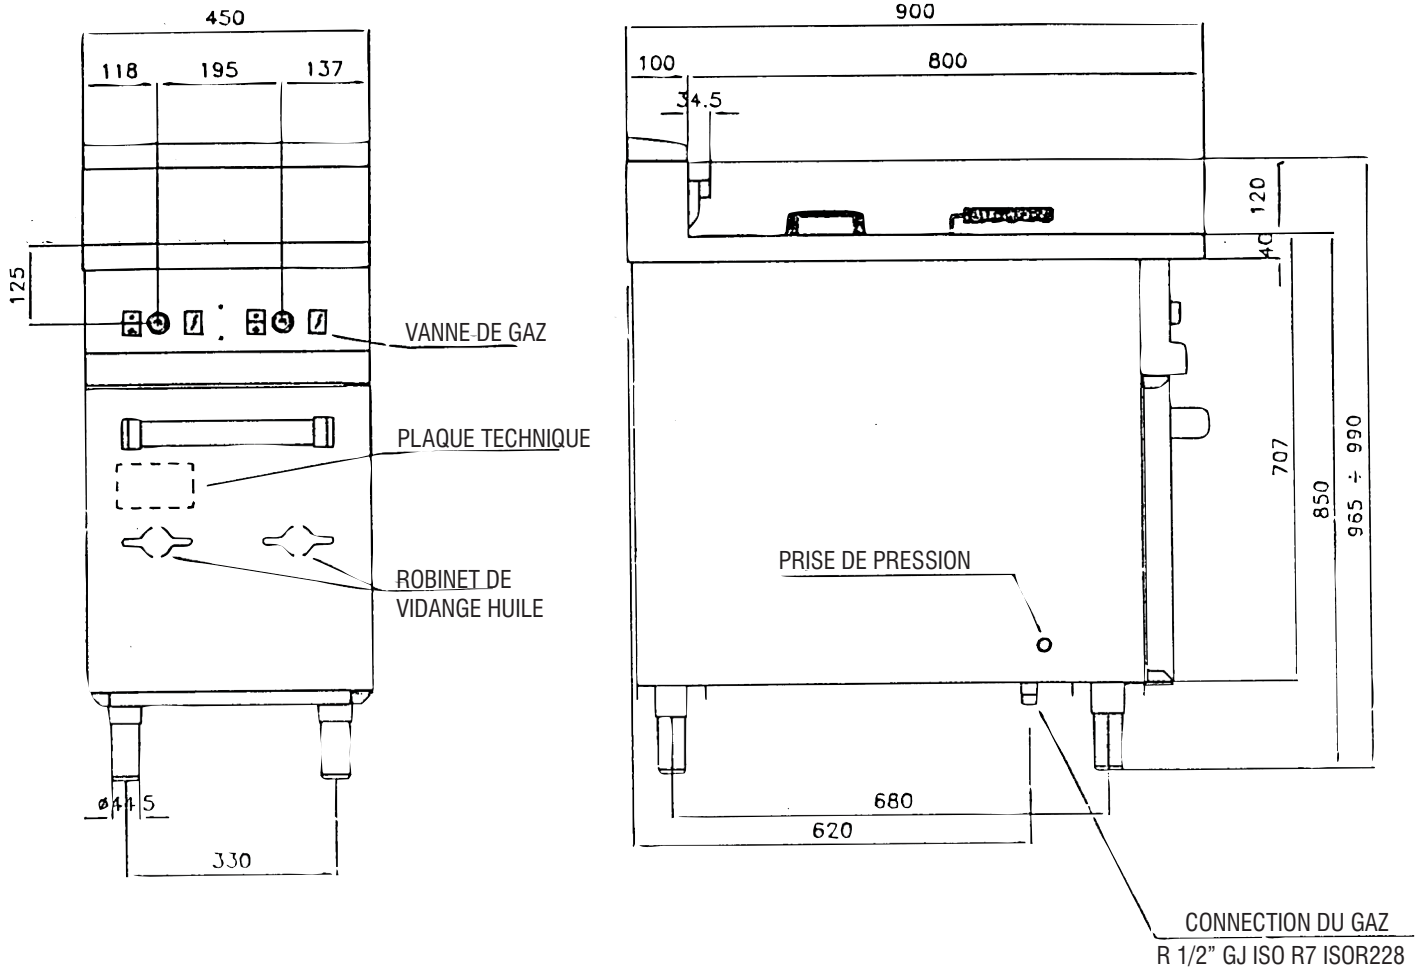 450
118 195 137
125
VANNE DE GAZ
PLAQUE TECHNIQUE
ROBINET DE
VIDANGE HUILE
ø44.5
330
900
100 800
34.5
120
40
707
850
965 ÷ 990
PRISE DE PRESSION
680
620
CONNECTION DU GAZ
R 1/2” GJ ISO R7 ISOR228